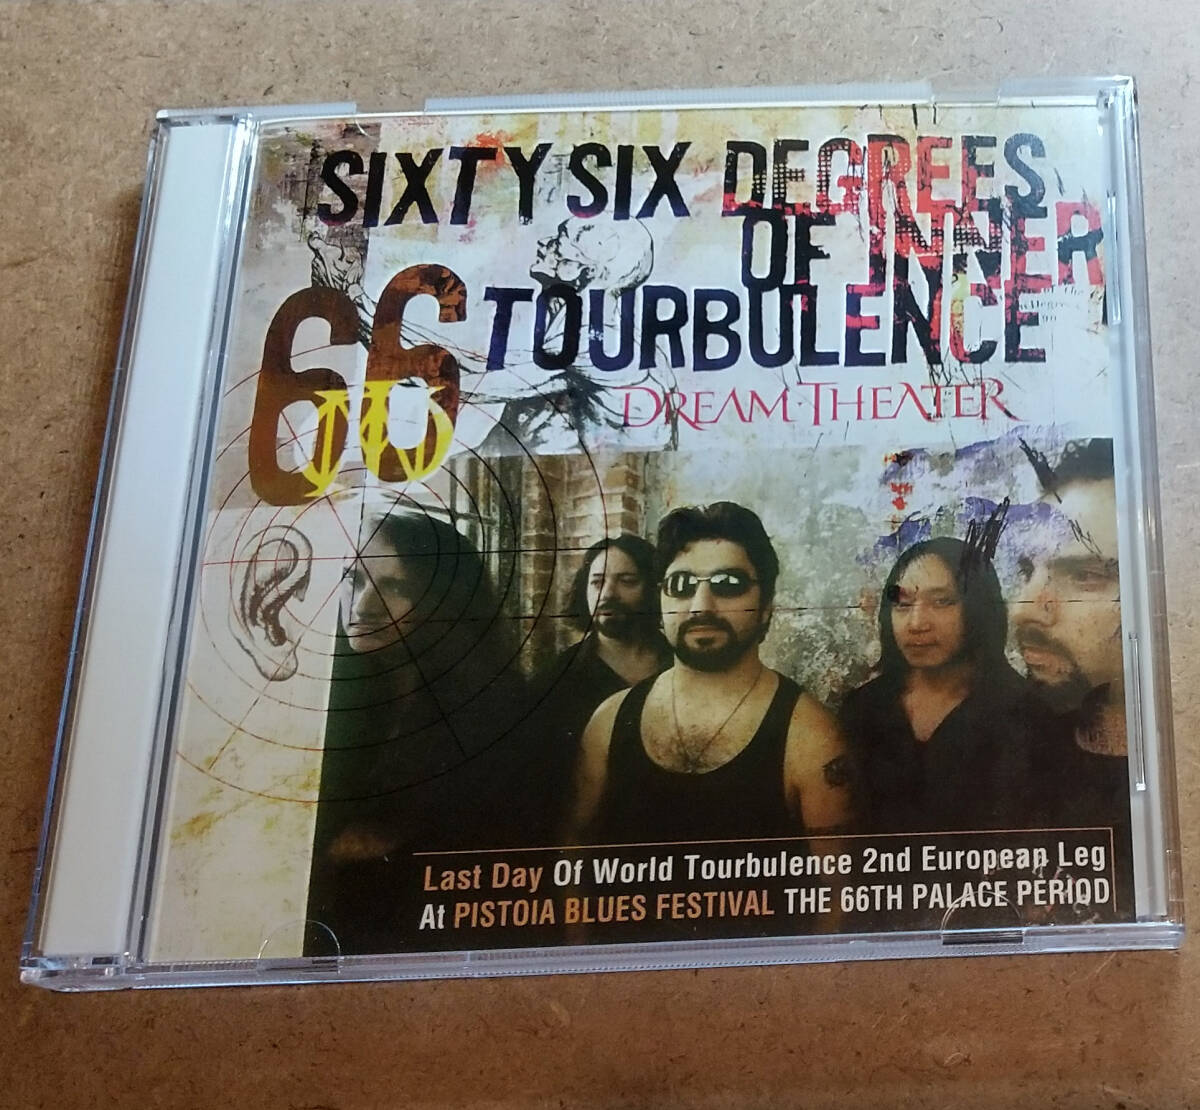 SIXTY SIX DEGREES
OF INNER
TOURBULENCE
66
DREAM THEATER
Last Day Of World Tourbulence 2nd European Leg
At PISTOIA BLUES FESTIVAL THE 66TH PALACE PERIOD